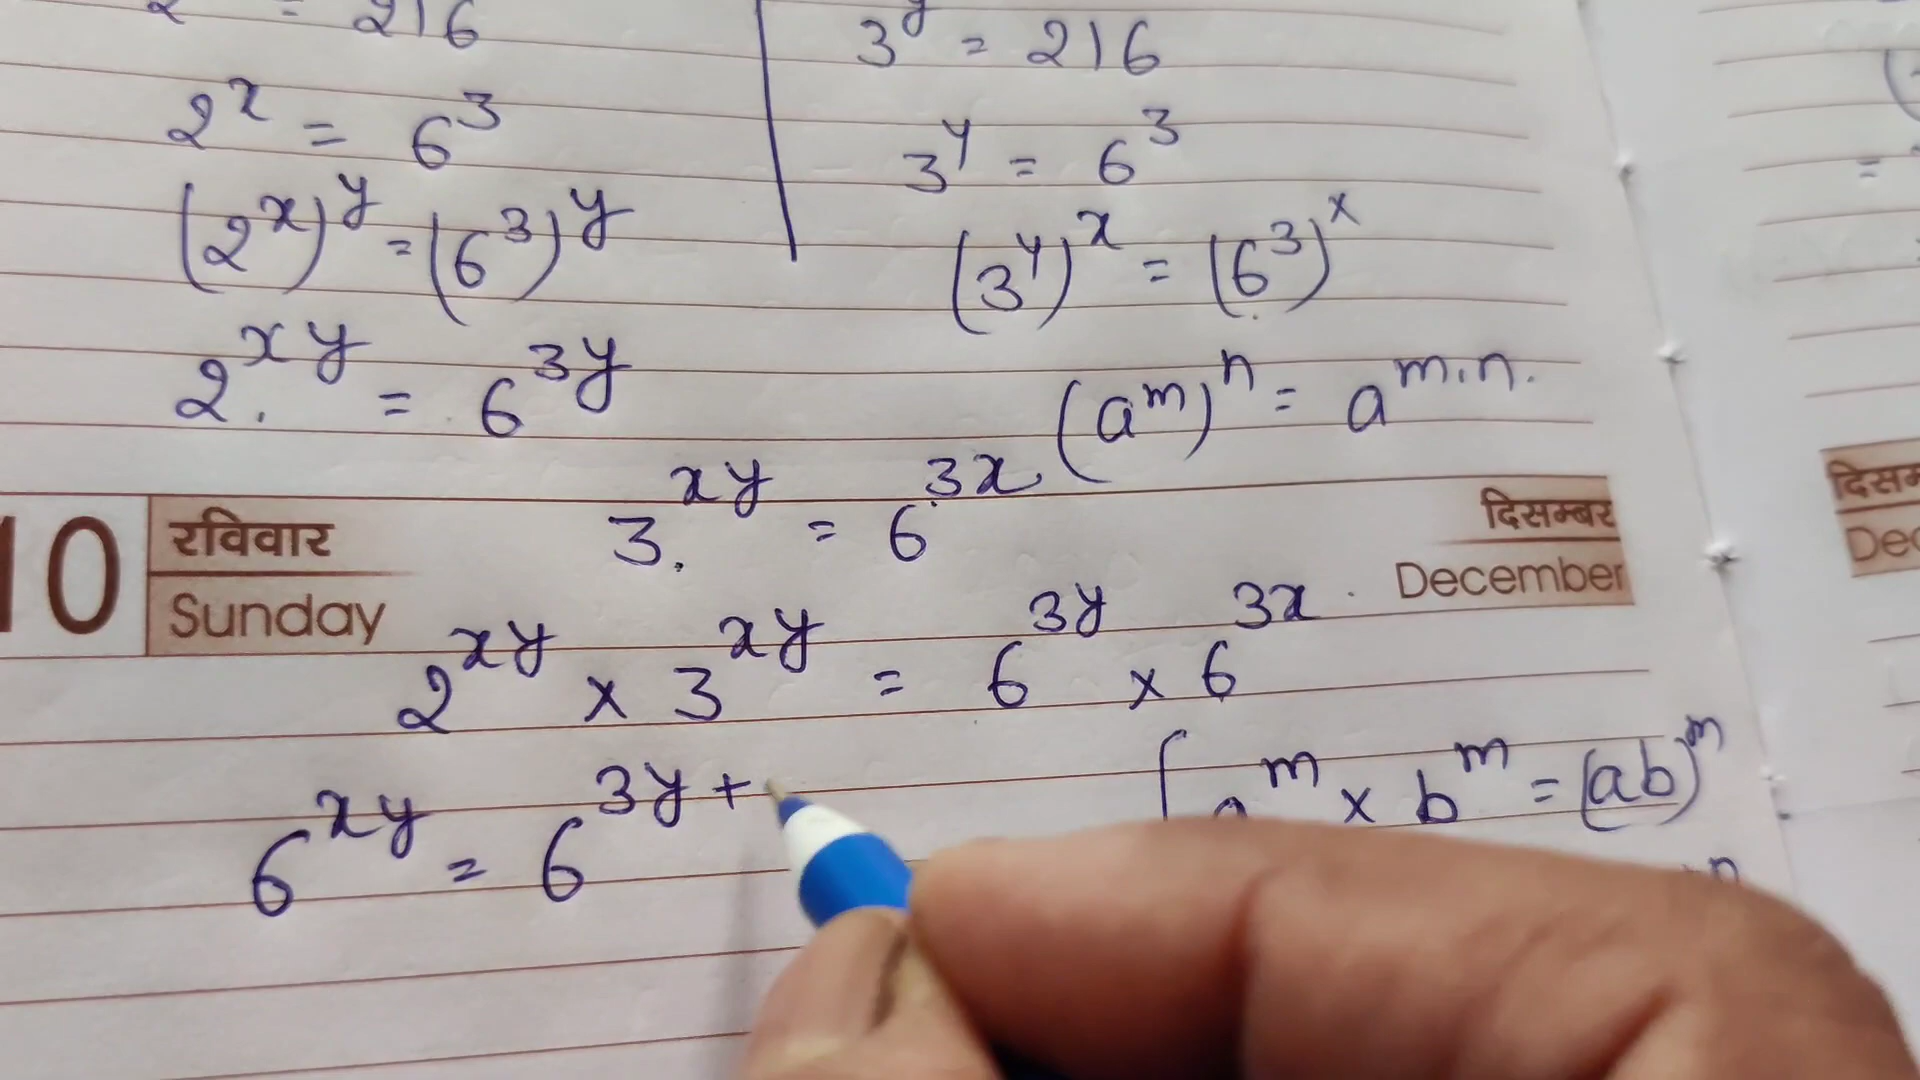 = 216
3^y = 216
2^x = 6^3
3^y = 6^3
(2^x)^y = (6^3)^y
(3^y)^x = (6^3)^x
2^xy = 6^3y
(a^m)^n = a^m.n.
3^xy = 6^3x
10
रविवार
Sunday
दिसम्बर
December
2^xy × 3^xy = 6^3y × 6^3x
a^m × b^m = (ab)^m
6^xy = 6^3y+